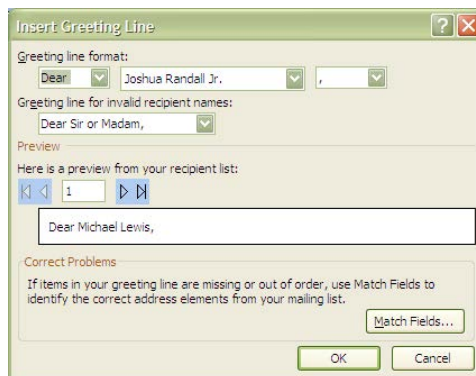 Insert Greeting Line
Greeting line format:
Dear Joshua Randall Jr. ,
Greeting line for invalid recipient names:
Dear Sir or Madam,
Preview
Here is a preview from your recipient list:
1
Dear Michael Lewis,
Correct Problems
If items in your greeting line are missing or out of order, use Match Fields to
identify the correct address elements from your mailing list.
Match Fields...
OK Cancel